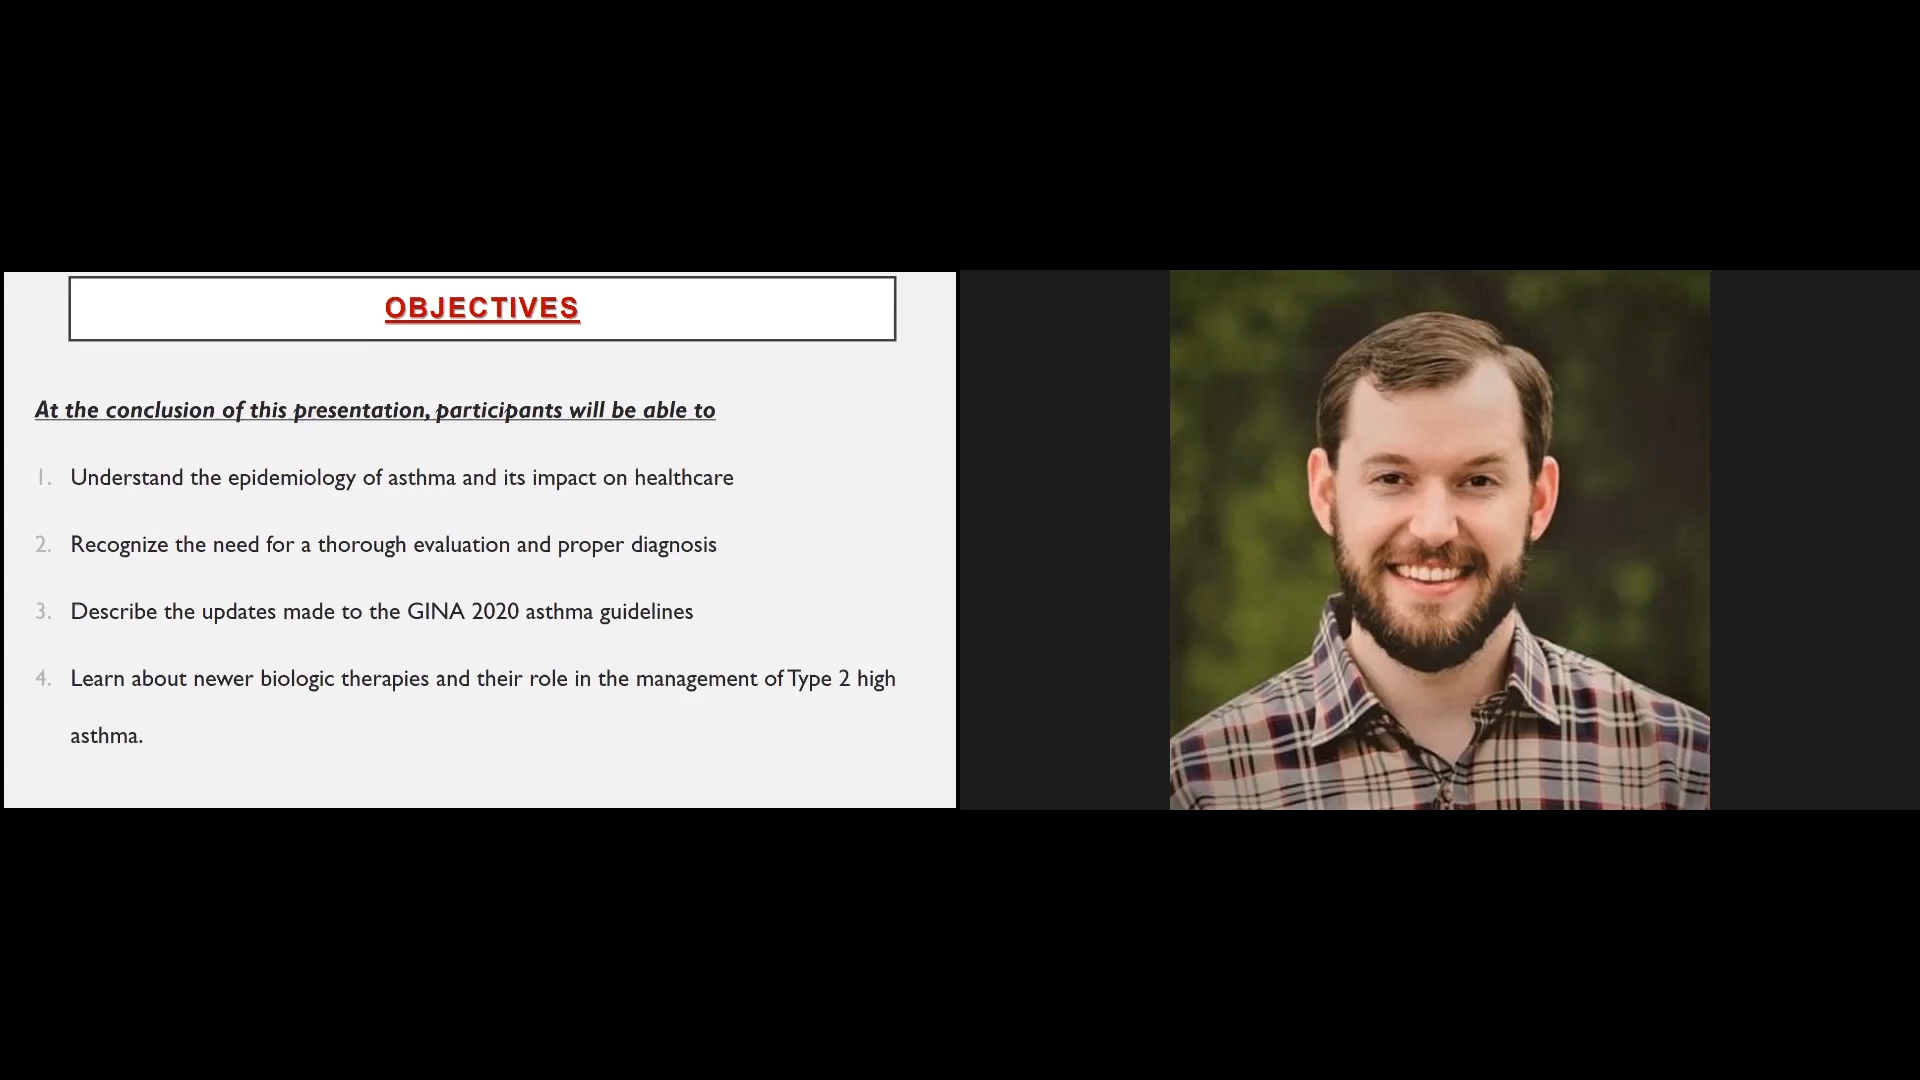 OBJECTIVES
At the conclusion of this presentation, participants will be able to
1. Understand the epidemiology of asthma and its impact on healthcare
2. Recognize the need for a thorough evaluation and proper diagnosis
3. Describe the updates made to the GINA 2020 asthma guidelines
4. Learn about newer biologic therapies and their role in the management of Type 2 high
asthma.